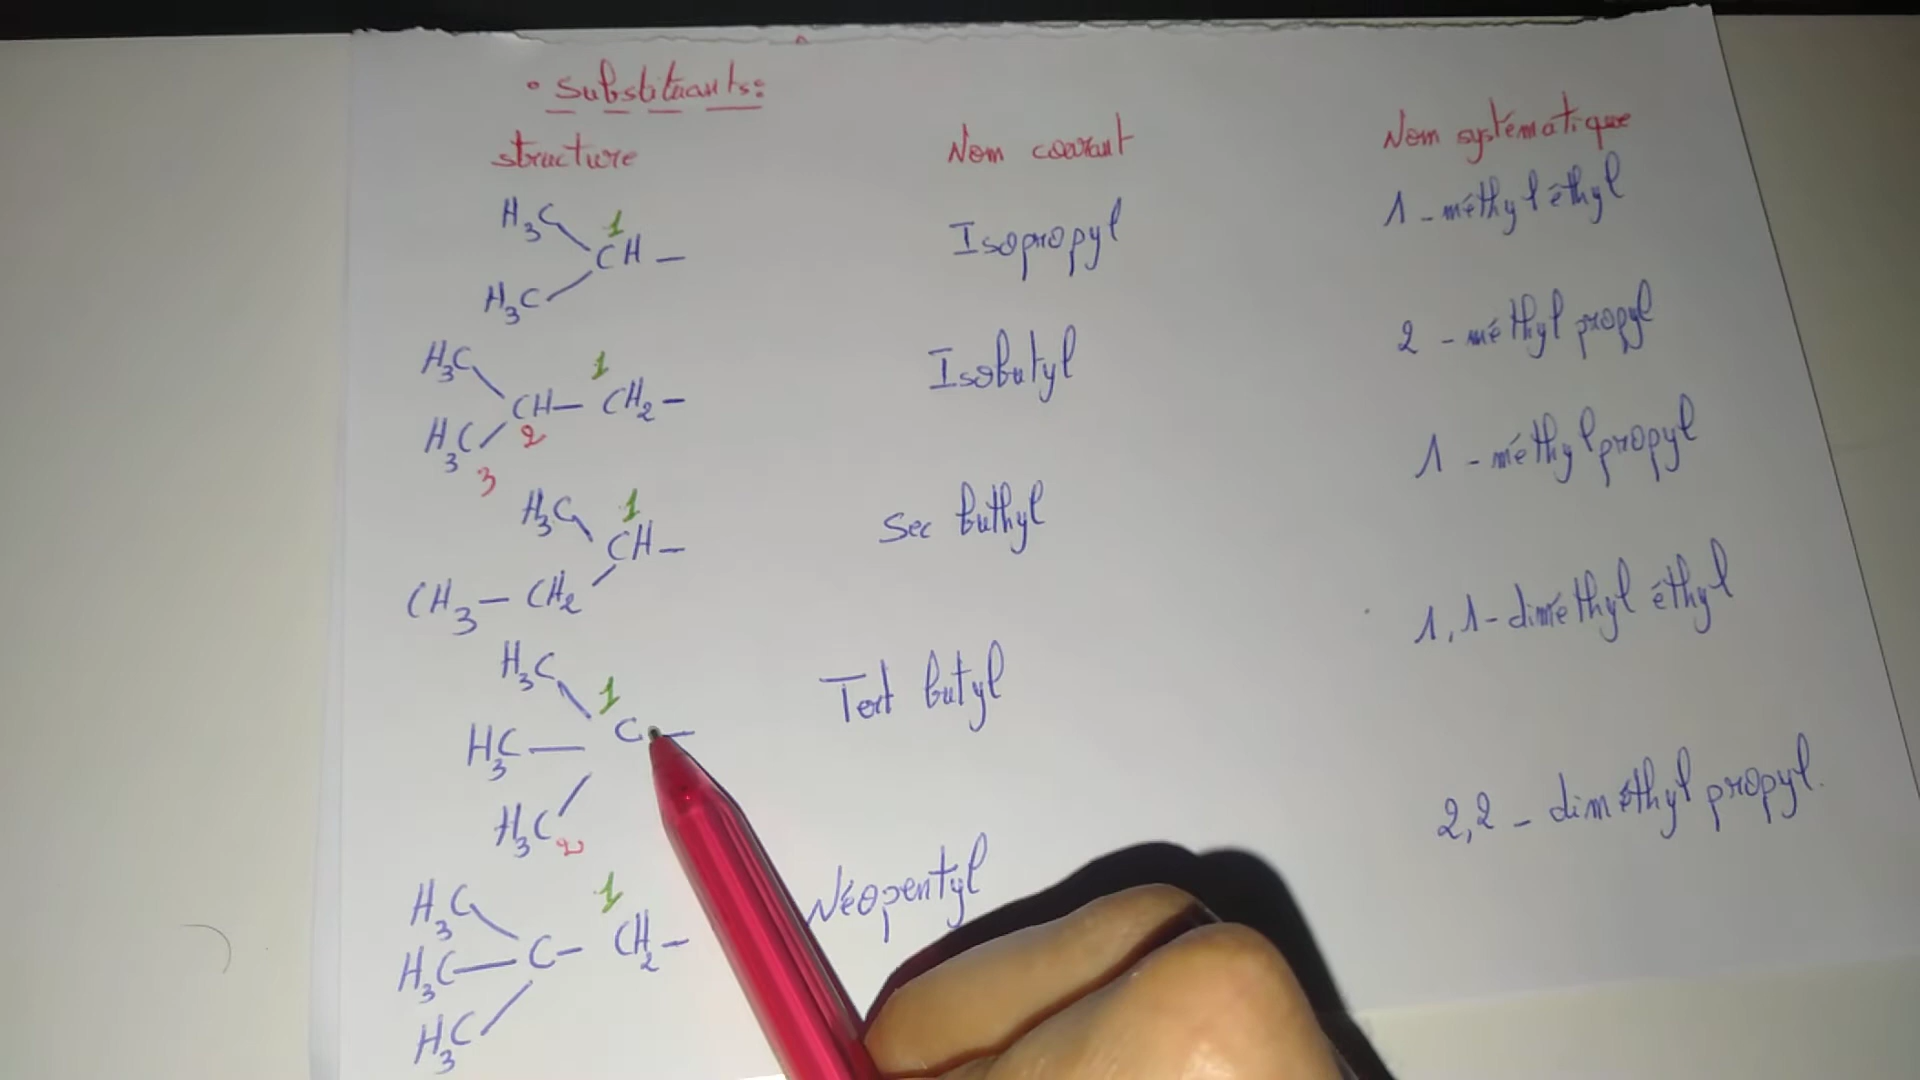 • Substituants:
structure Nom courant Nom systématique
H3C 1
CH —
H3C
Isopropyl 1 - méthyl éthyl
H3C 1
CH — CH2 —
H3C 2
3
Isobutyl 2 - méthyl propyl
H3C 1
CH —
CH3 — CH2
Sec buthyl 1 - méthyl propyl
H3C 1
H3C — C —
H3C 2
Tert butyl 1,1 - diméthyl éthyl
H3C 1
H3C — C — CH2 —
H3C
Néopentyl 2,2 - diméthyl propyl.